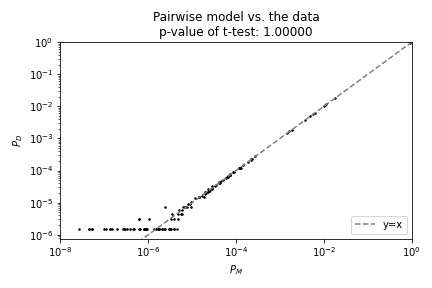 Pairwise model vs. the data
p-value of t-test: 1.00000
10⁰
10⁻¹
10⁻²
10⁻³
10⁻⁴
10⁻⁵
10⁻⁶
P_D
y=x
10⁻⁸ 10⁻⁶ 10⁻⁴ 10⁻² 10⁰
P_M